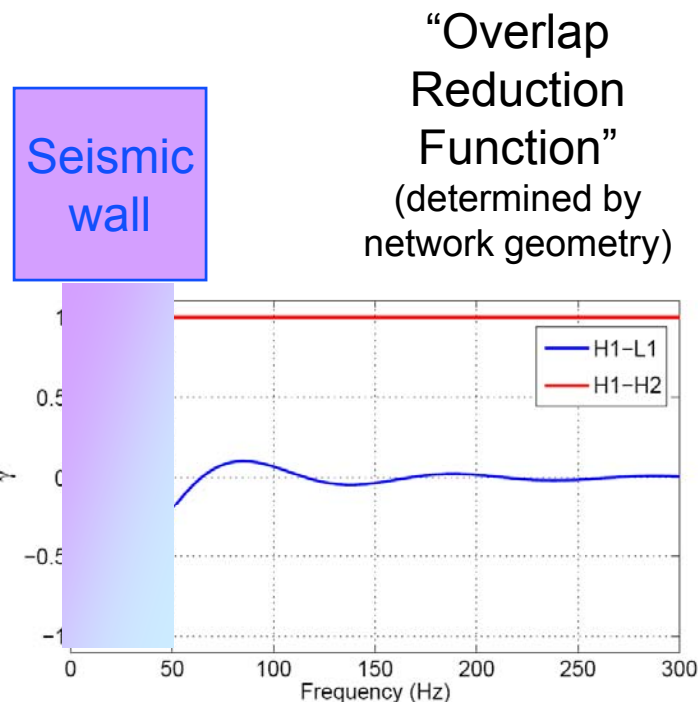 “Overlap
Reduction
Function”
(determined by
network geometry)
Seismic
wall
1
0.5
0
-0.5
-1
γ
H1-L1
H1-H2
0 50 100 150 200 250 300
Frequency (Hz)